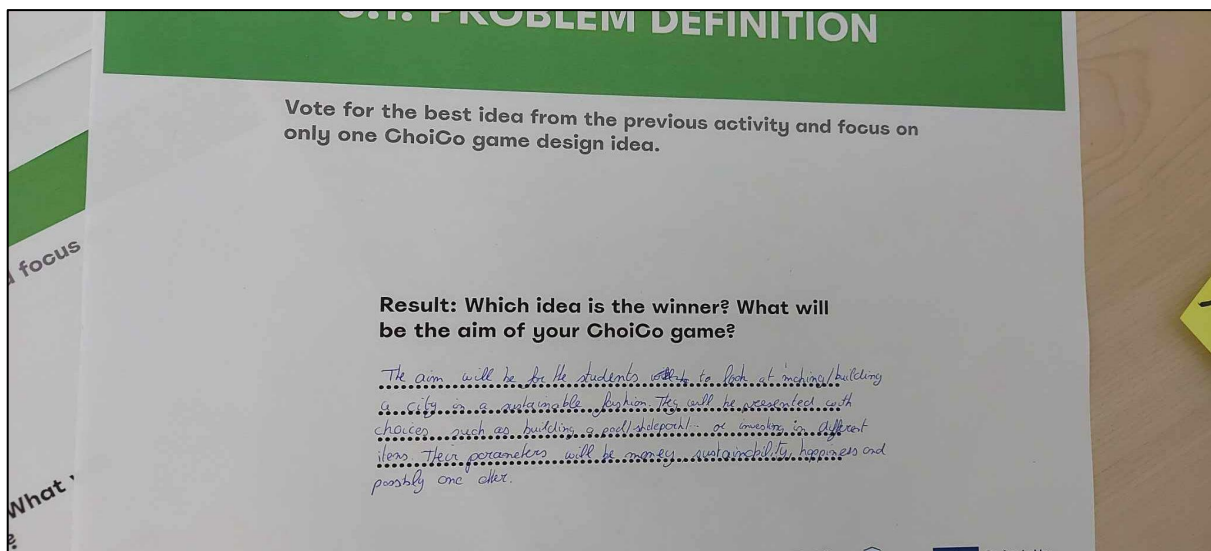 3.1. PROBLEM DEFINITION
Vote for the best idea from the previous activity and focus on
only one ChoiCo game design idea.
focus
Result: Which idea is the winner? What will
be the aim of your ChoiCo game?
The aim will be for the students to look at making/building
a city in a sustainable fashion. They will be presented with
choices such as building a pool/skatepark/.. or investing in different
items. Their parameters will be money, sustainability, happiness and
possibly one other.
What
?